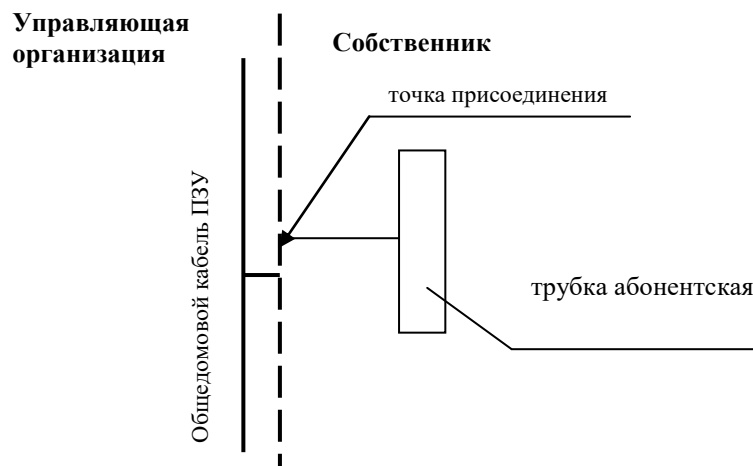 Управляющая
организация
Собственник
точка присоединения
Общедомовой кабель ПЗУ
трубка абонентская